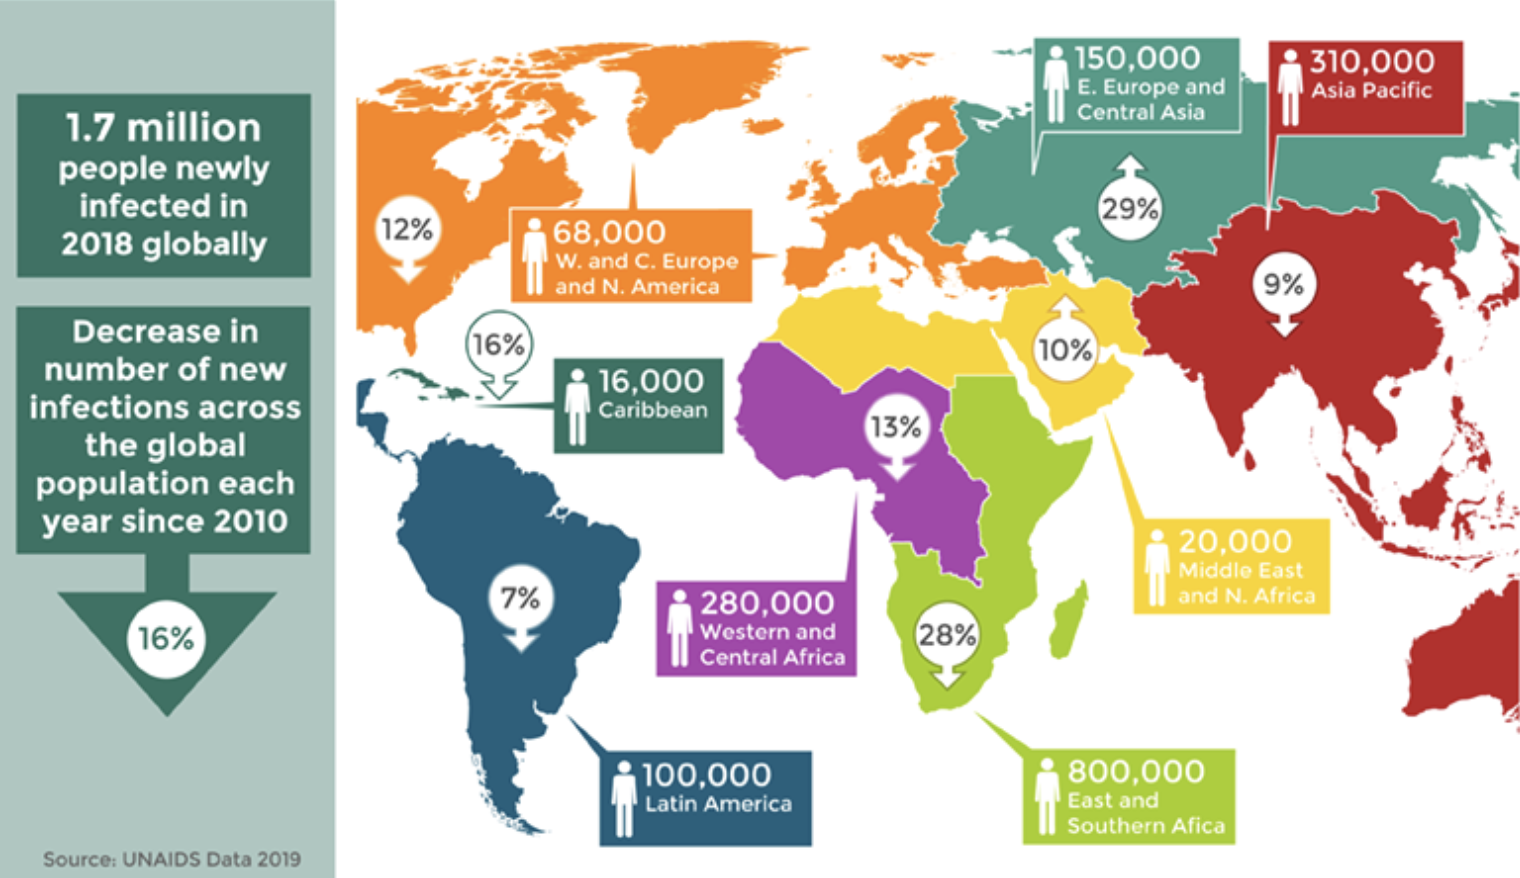 1.7 million
people newly
infected in
2018 globally
Decrease in
number of new
infections across
the global
population each
year since 2010
16%
Source: UNAIDS Data 2019
12%
68,000
W. and C. Europe
and N. America
150,000
E. Europe and
Central Asia
29%
310,000
Asia Pacific
9%
16%
16,000
Caribbean
10%
13%
20,000
Middle East
and N. Africa
7%
280,000
Western and
Central Africa
28%
100,000
Latin America
800,000
East and
Southern Afica